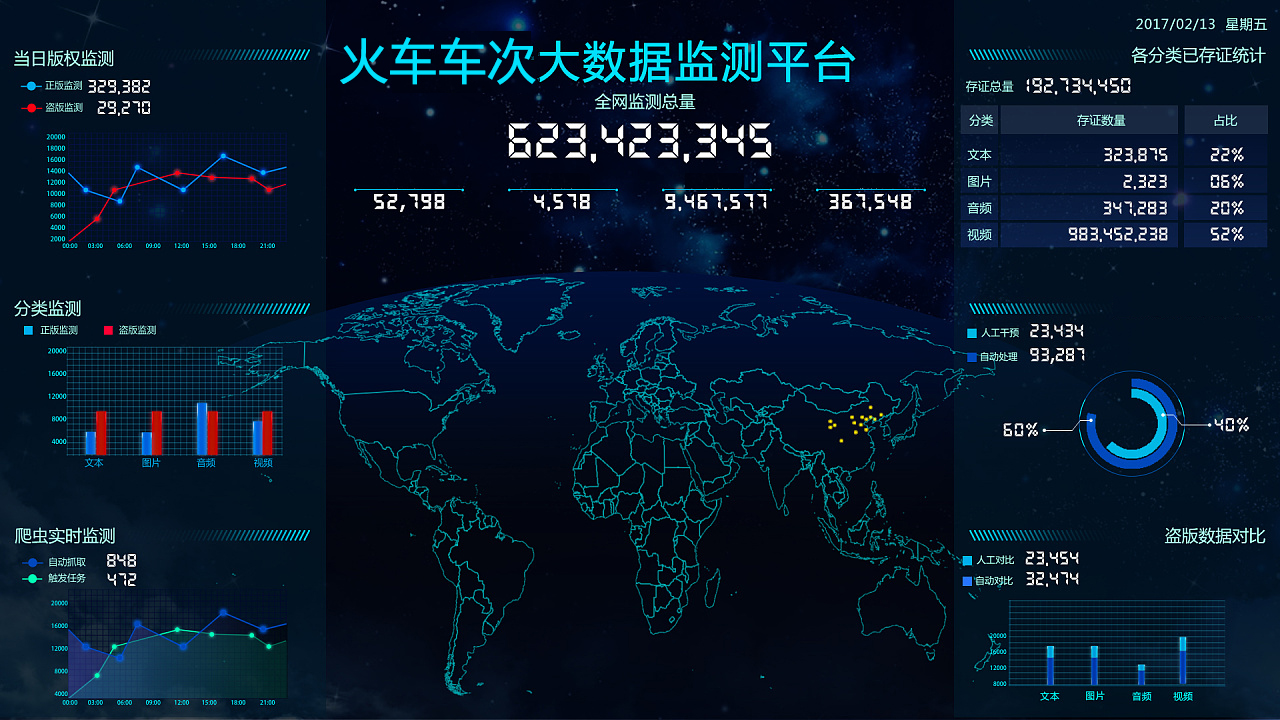 2017/02/13 星期五
火车车次大数据监测平台
全网监测总量
623,423,345
52,798 4,578 9,467,577 367,548
当日版权监测
正版监测 329,382
盗版监测 29,270
20000
18000
16000
14000
12000
10000
8000
6000
4000
2000
00:00 03:00 06:00 09:00 12:00 15:00 18:00 21:00
分类监测
正版监测 盗版监测
20000
16000
12000
8000
4000
文本 图片 音频 视频
爬虫实时监测
自动抓取 848
触发任务 472
20000
16000
12000
8000
4000
00:00 03:00 06:00 09:00 12:00 15:00 18:00 21:00
各分类已存证统计
存证总量 192,734,450
分类 存证数量 占比
文本 323,875 22%
图片 2,323 06%
音频 347,283 20%
视频 983,452,238 52%
人工干预 23,434
自动处理 93,287
60% 40%
盗版数据对比
人工对比 23,454
自动对比 32,474
20000
16000
12000
8000
文本 图片 音频 视频